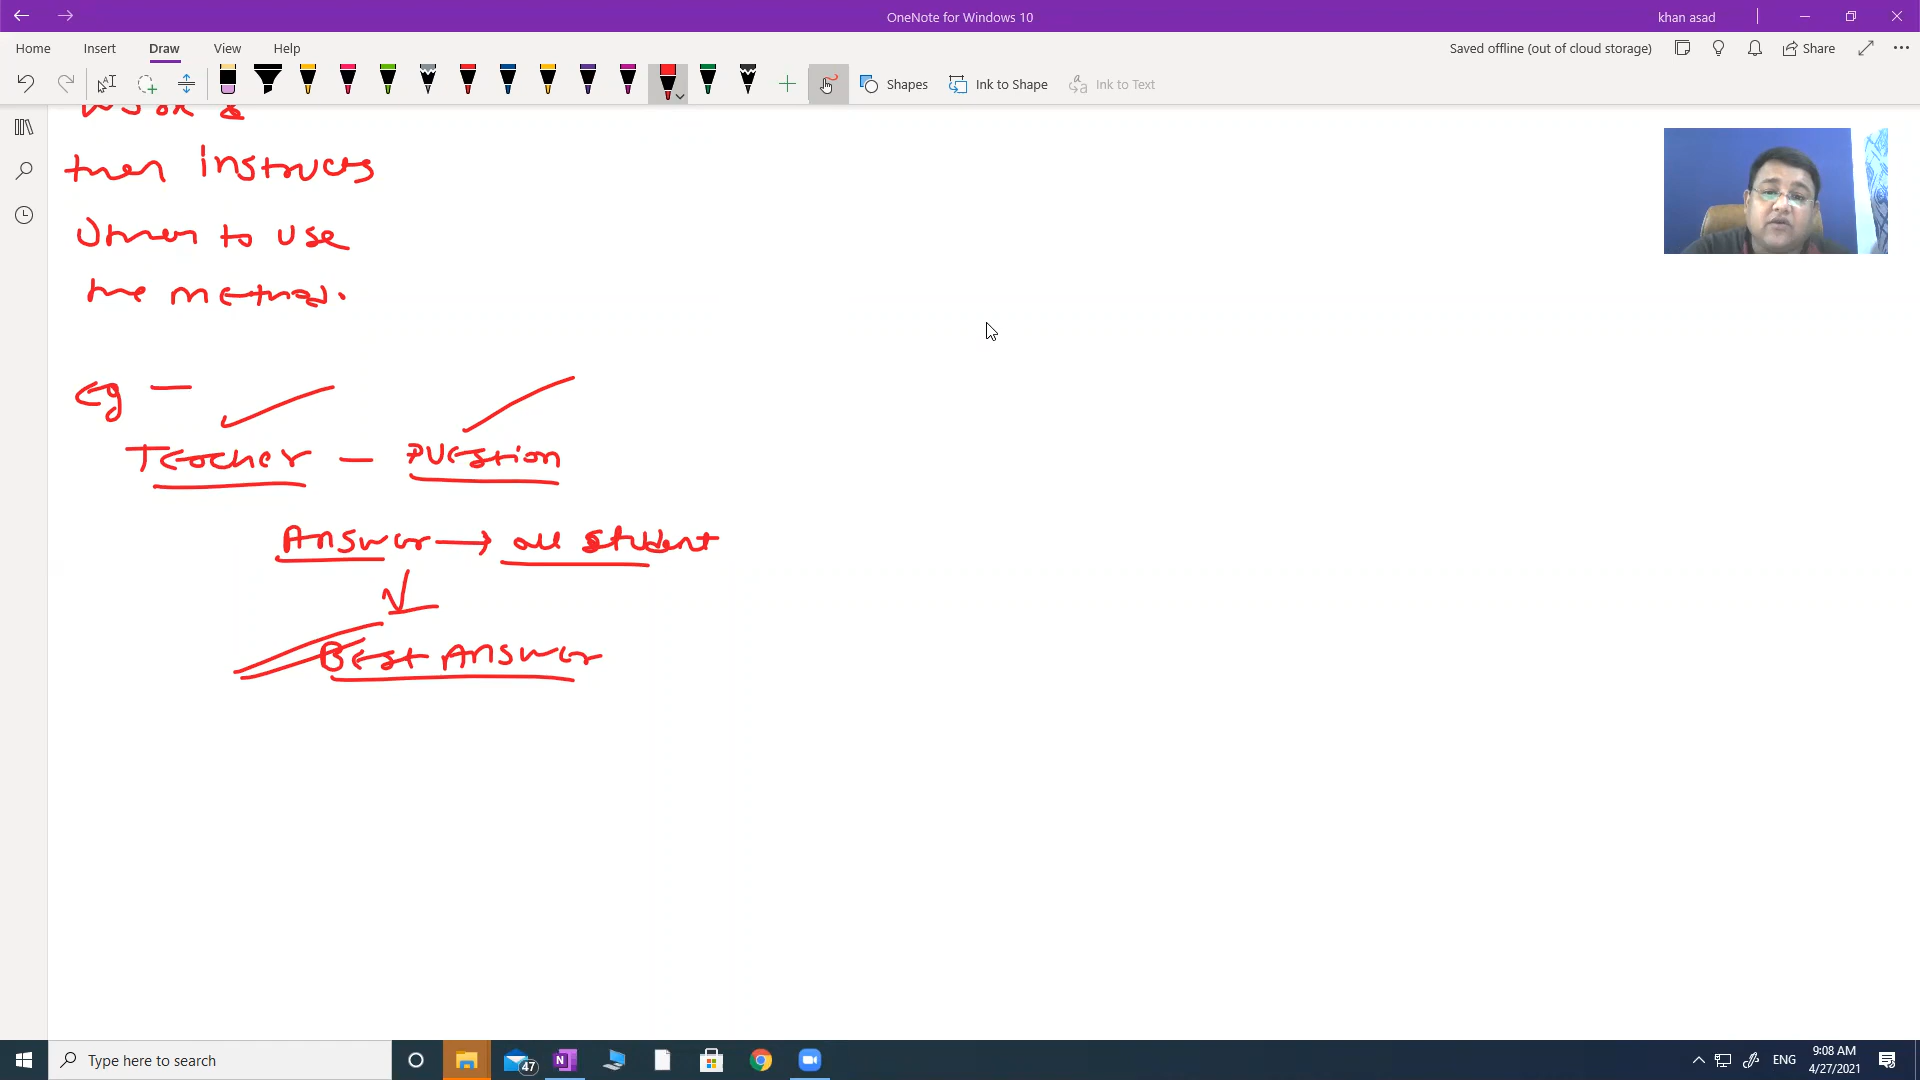 OneNote for Windows 10
khan asad
Home Insert Draw View Help
Saved offline (out of cloud storage)
Share
Shapes
Ink to Shape
Ink to Text
work &
then instructs
other to use
the method.
eg —
Teacher — Question
Answer → all student
Best Answer
Type here to search
47
ENG
9:08 AM
4/27/2021